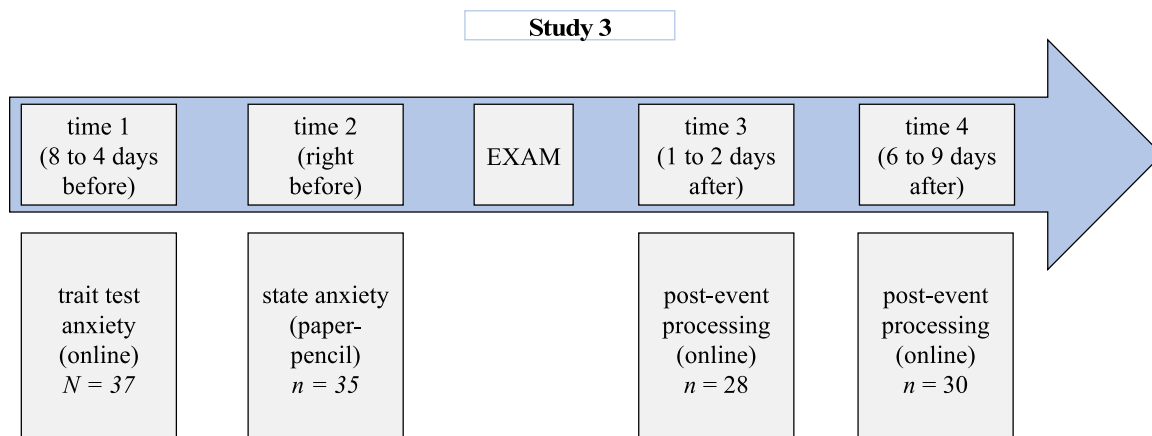 Study 3
time 1
(8 to 4 days
before)
time 2
(right
before)
EXAM
time 3
(1 to 2 days
after)
time 4
(6 to 9 days
after)
trait test
anxiety
(online)
N = 37
state anxiety
(paper-
pencil)
n = 35
post-event
processing
(online)
n = 28
post-event
processing
(online)
n = 30